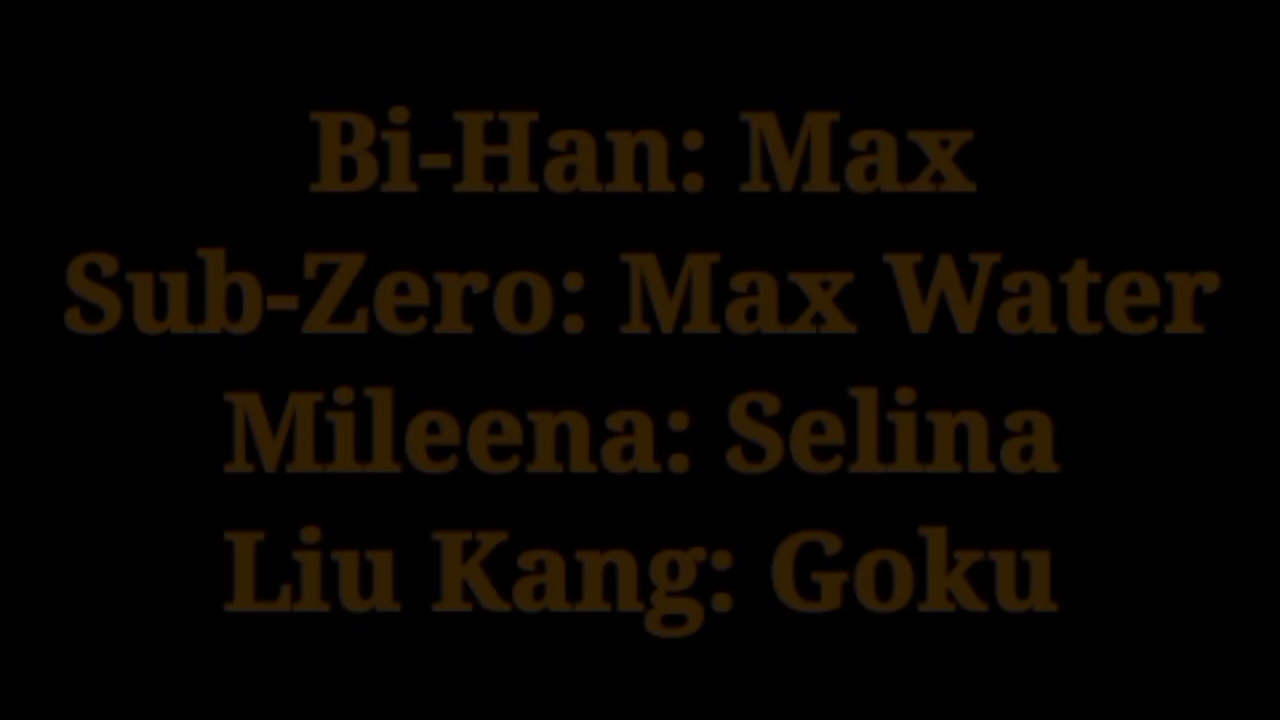 Bi-Han: Max
Sub-Zero: Max Water
Mileena: Selina
Liu Kang: Goku